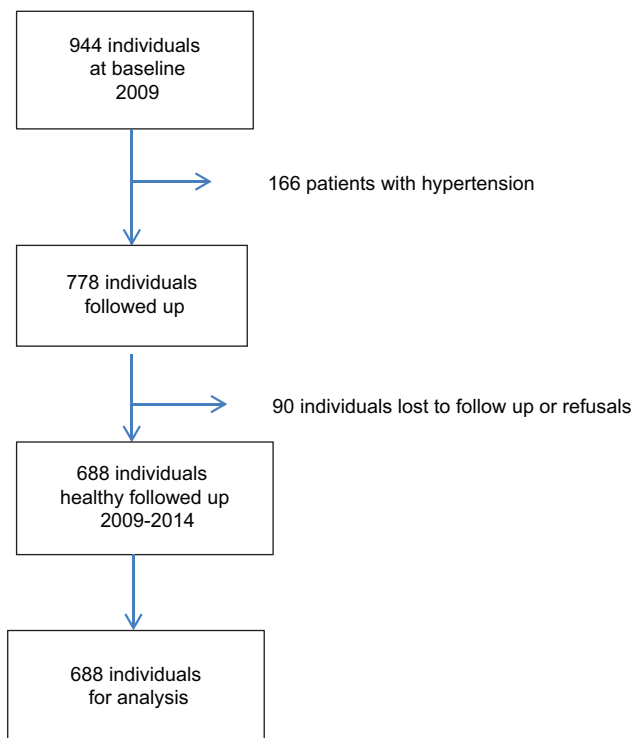 944 individuals
at baseline
2009
166 patients with hypertension
778 individuals
followed up
90 individuals lost to follow up or refusals
688 individuals
healthy followed up
2009-2014
688 individuals
for analysis